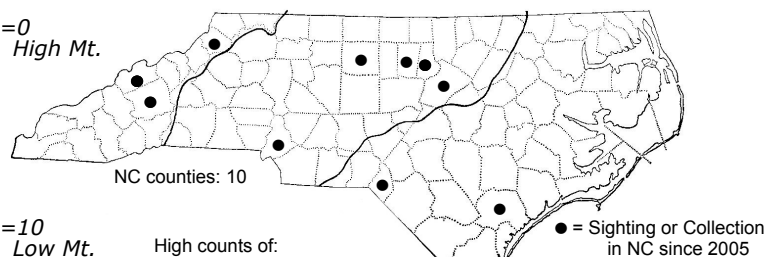 =0
High Mt.
NC counties: 10
=10
Low Mt.
High counts of:
● = Sighting or Collection
in NC since 2005